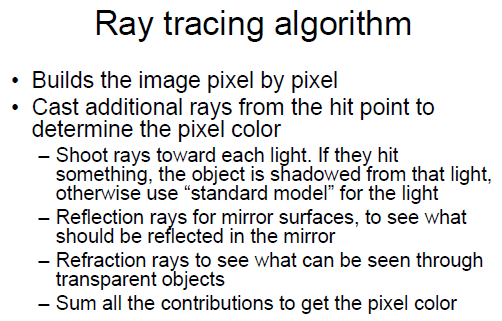 Ray tracing algorithm
• Builds the image pixel by pixel
• Cast additional rays from the hit point to
determine the pixel color
– Shoot rays toward each light. If they hit
something, the object is shadowed from that light,
otherwise use “standard model” for the light
– Reflection rays for mirror surfaces, to see what
should be reflected in the mirror
– Refraction rays to see what can be seen through
transparent objects
– Sum all the contributions to get the pixel color